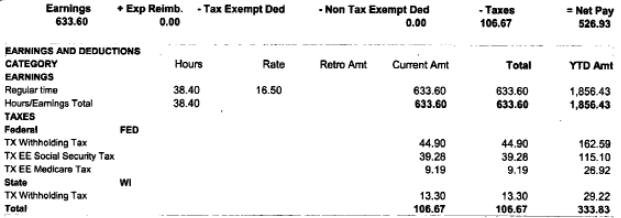 Earnings + Exp Reimb. - Tax Exempt Ded - Non Tax Exempt Ded - Taxes = Net Pay
633.60 0.00 0.00 106.67 526.93
EARNINGS AND DEDUCTIONS
CATEGORY Hours Rate Retro Amt Current Amt Total YTD Amt
EARNINGS
Regular time 38.40 16.50 633.60 633.60 1,856.43
Hours/Earnings Total 38.40 633.60 633.60 1,856.43
TAXES
Federal FED
TX Withholding Tax 44.90 44.90 162.59
TX EE Social Security Tax 39.28 39.28 115.10
TX EE Medicare Tax 9.19 9.19 26.92
State WI
TX Withholding Tax 13.30 13.30 29.22
Total 106.67 106.67 333.83